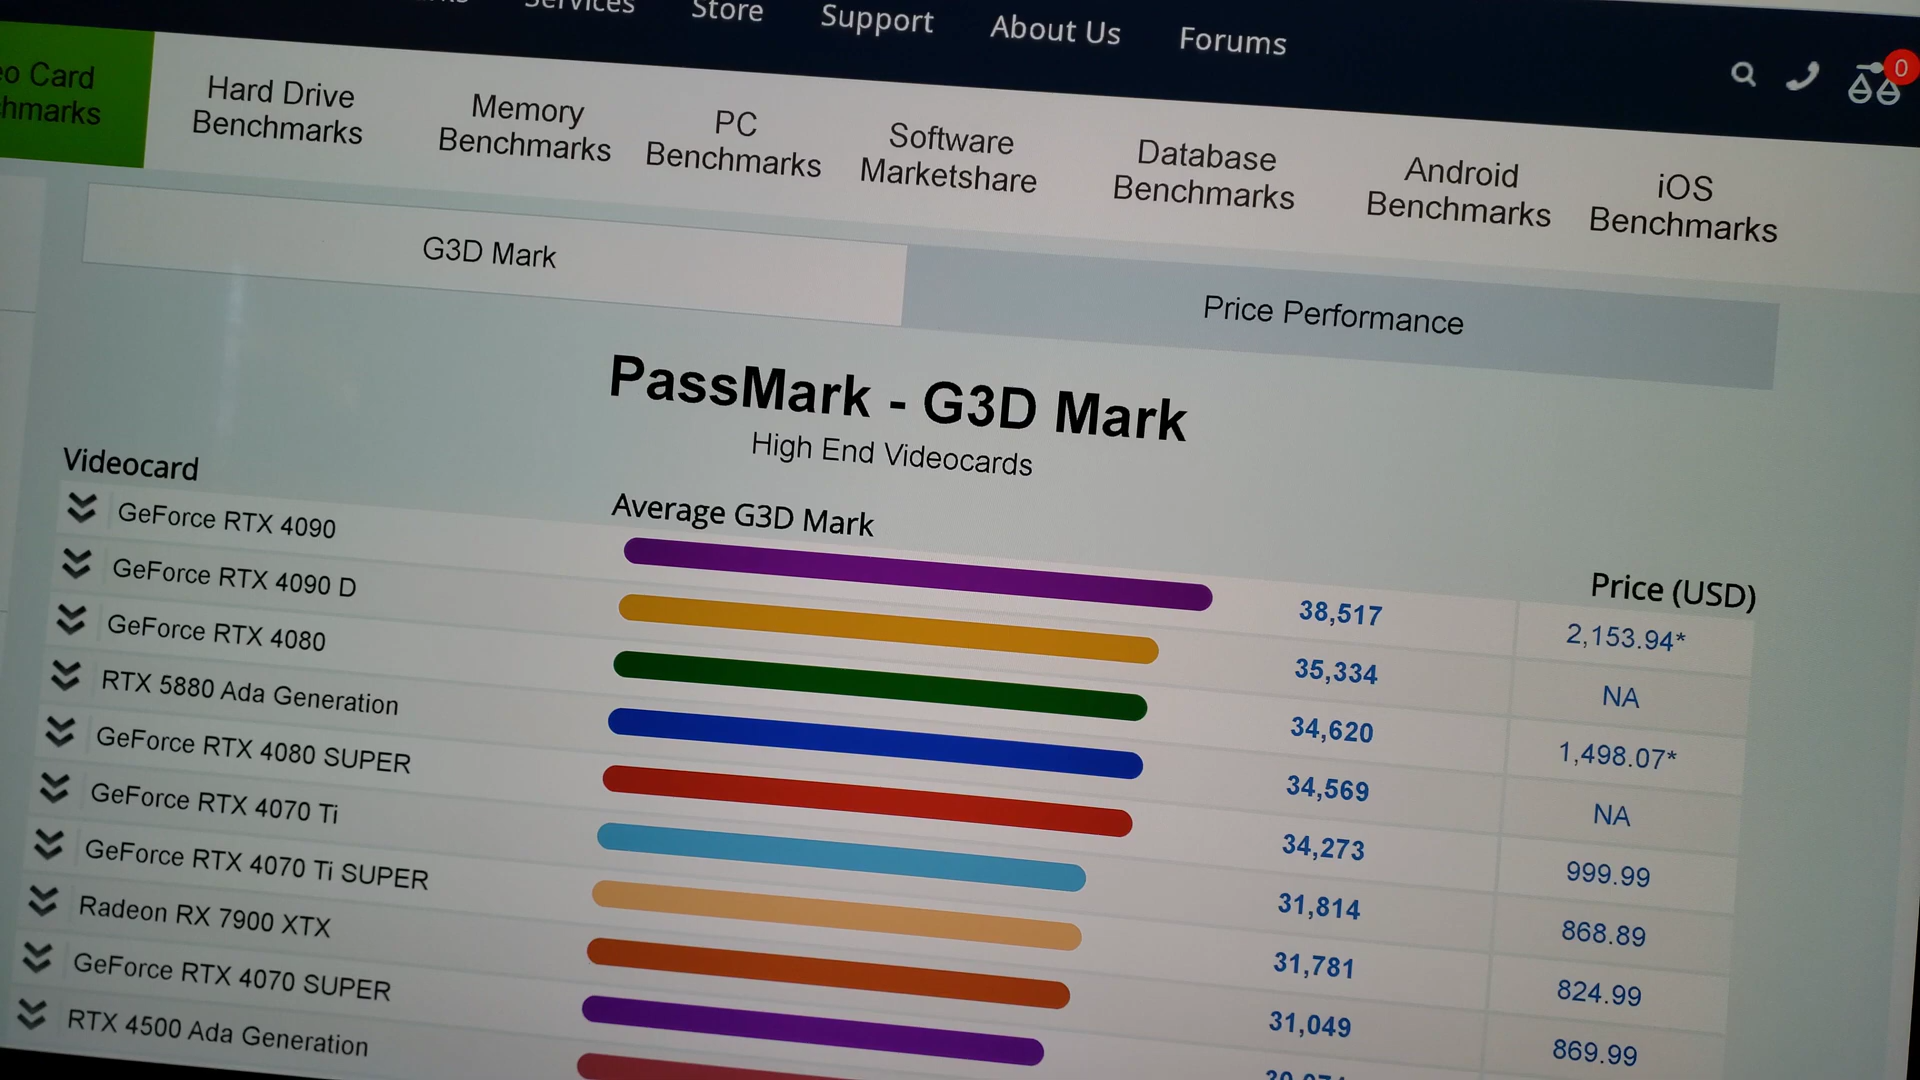 Services Store Support About Us Forums
0
Card
Hard Drive
Benchmarks
Memory
Benchmarks
PC
Benchmarks
Software
Marketshare
Database
Benchmarks
Android
Benchmarks
iOS
Benchmarks
G3D Mark
Price Performance
PassMark - G3D Mark
High End Videocards
Videocard
Average G3D Mark
Price (USD)
GeForce RTX 4090 38,517 2,153.94*
GeForce RTX 4090 D 35,334 NA
GeForce RTX 4080 34,620 1,498.07*
RTX 5880 Ada Generation 34,569 NA
GeForce RTX 4080 SUPER 34,273 999.99
GeForce RTX 4070 Ti 31,814 868.89
GeForce RTX 4070 Ti SUPER 31,781 824.99
Radeon RX 7900 XTX 31,049 869.99
GeForce RTX 4070 SUPER
RTX 4500 Ada Generation